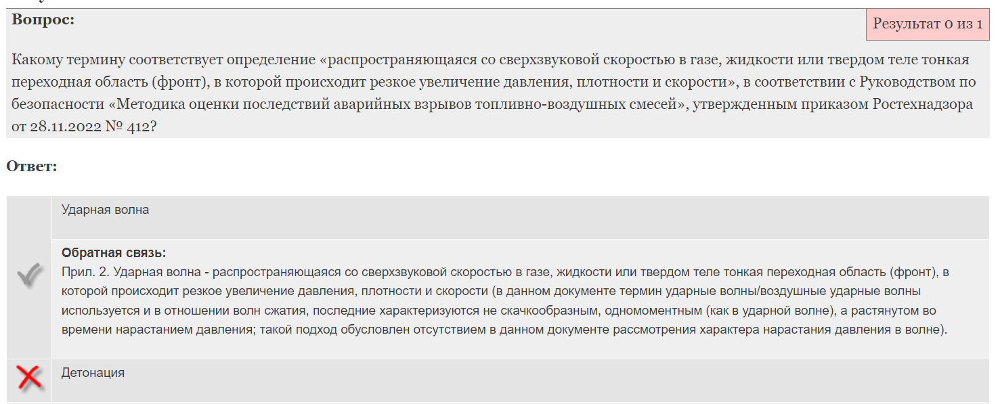 Вопрос:
Результат 0 из 1
Какому термину соответствует определение «распространяющаяся со сверхзвуковой скоростью в газе, жидкости или твердом теле тонкая
переходная область (фронт), в которой происходит резкое увеличение давления, плотности и скорости», в соответствии с Руководством по
безопасности «Методика оценки последствий аварийных взрывов топливно-воздушных смесей», утвержденным приказом Ростехнадзора
от 28.11.2022 № 412?
Ответ:
Ударная волна
Обратная связь:
Прил. 2. Ударная волна - распространяющаяся со сверхзвуковой скоростью в газе, жидкости или твердом теле тонкая переходная область (фронт), в
которой происходит резкое увеличение давления, плотности и скорости (в данном документе термин ударные волны/воздушные ударные волны
используется и в отношении волн сжатия, последние характеризуются не скачкообразным, одномоментным (как в ударной волне), а растянутом во
времени нарастанием давления; такой подход обусловлен отсутствием в данном документе рассмотрения характера нарастания давления в волне).
Детонация